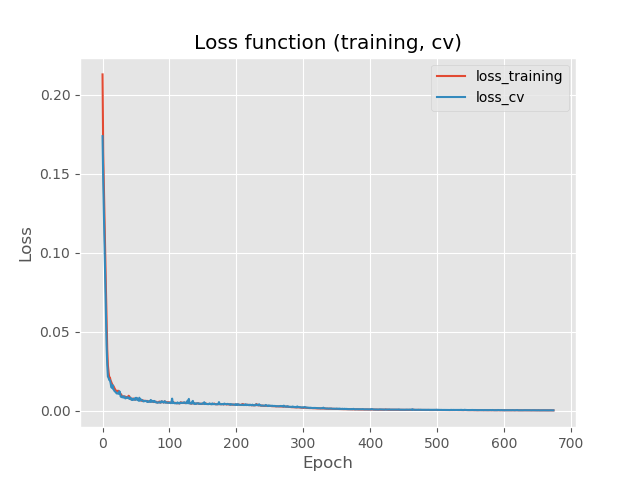 Loss function (training, cv)
loss_training
loss_cv
0.20
0.15
0.10
0.05
0.00
Loss
0 100 200 300 400 500 600 700
Epoch